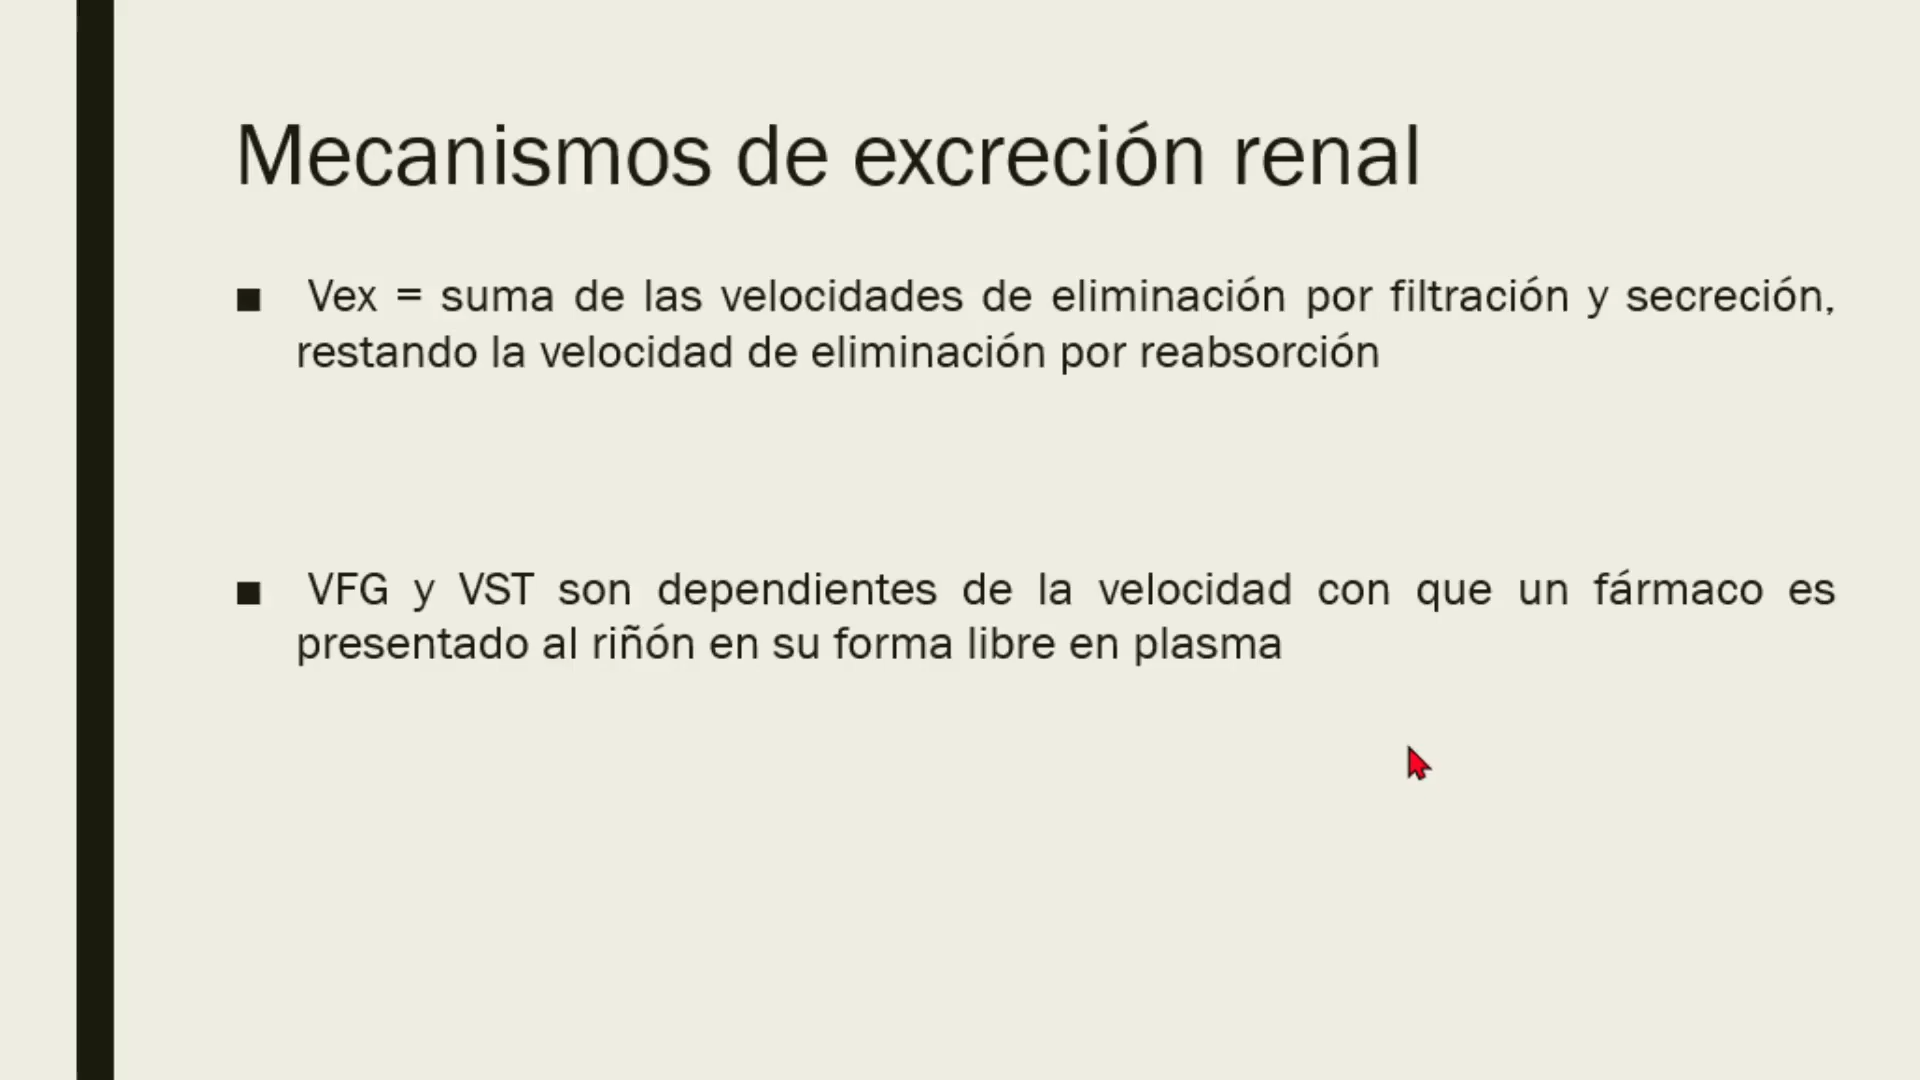 Mecanismos de excreción renal
Vex = suma de las velocidades de eliminación por filtración y secreción,
restando la velocidad de eliminación por reabsorción
VFG y VST son dependientes de la velocidad con que un fármaco es
presentado al riñón en su forma libre en plasma